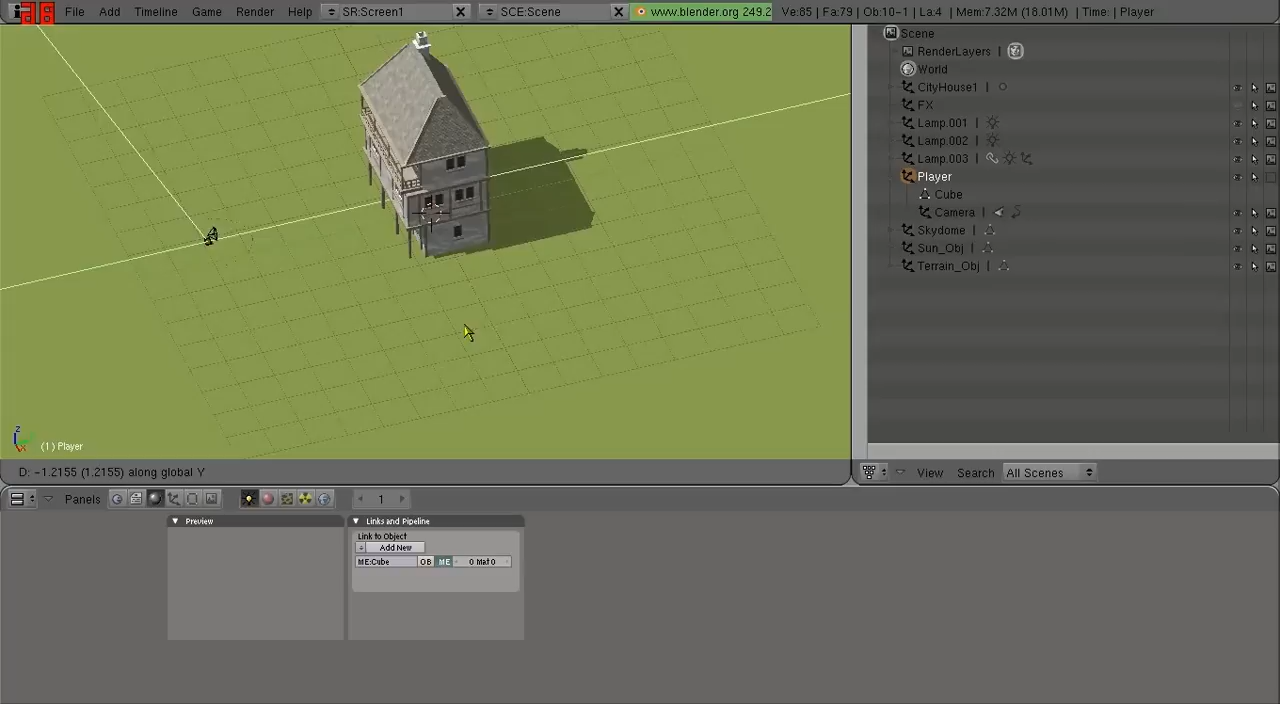 File Add Timeline Game Render Help SR:Screen1 SCE:Scene www.blender.org 249.2 Ve:85 | Fa:79 | Ob:10-1 | La:4 | Mem:7.32M (18.01M) | Time: | Player
Scene
RenderLayers |
World
CityHouse1 |
FX
Lamp.001 |
Lamp.002 |
Lamp.003 |
Player
Cube
Camera |
Skydome |
Sun_Obj |
Terrain_Obj |
z
(1) Player
D: -1.2155 (1.2155) along global Y
View Search All Scenes
Panels 1
Preview
Links and Pipeline
Link to Object
Add New
ME:Cube OB ME 0 Mat 0